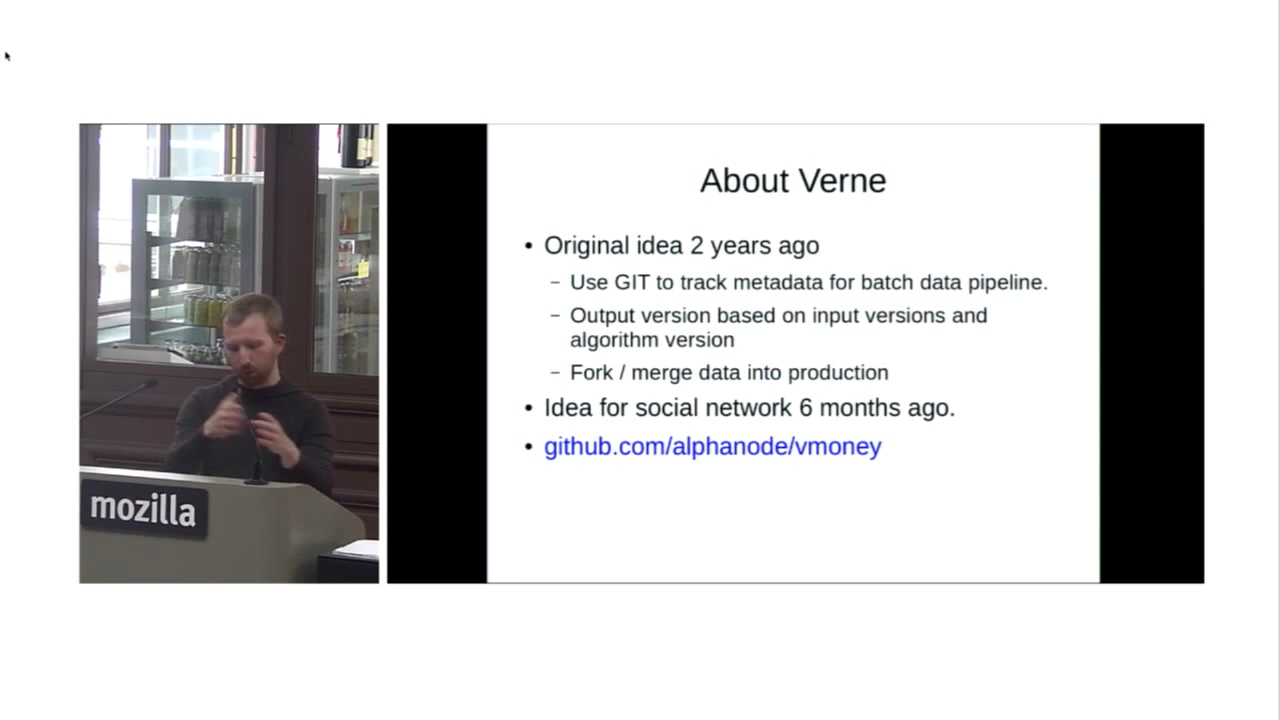 About Verne
• Original idea 2 years ago
– Use GIT to track metadata for batch data pipeline.
– Output version based on input versions and
algorithm version
– Fork / merge data into production
• Idea for social network 6 months ago.
• github.com/alphanode/vmoney
mozilla